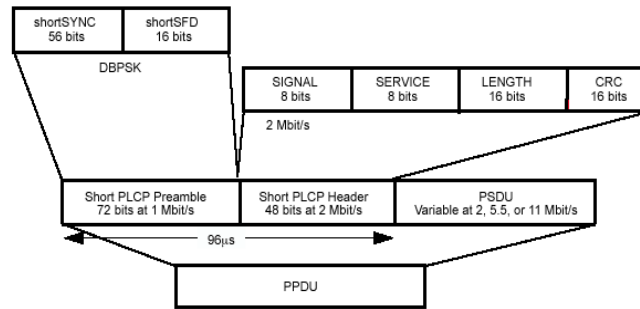 shortSYNC
56 bits
shortSFD
16 bits
DBPSK
SIGNAL
8 bits
SERVICE
8 bits
LENGTH
16 bits
CRC
16 bits
2 Mbit/s
Short PLCP Preamble
72 bits at 1 Mbit/s
Short PLCP Header
48 bits at 2 Mbit/s
PSDU
Variable at 2, 5.5, or 11 Mbit/s
96µs
PPDU